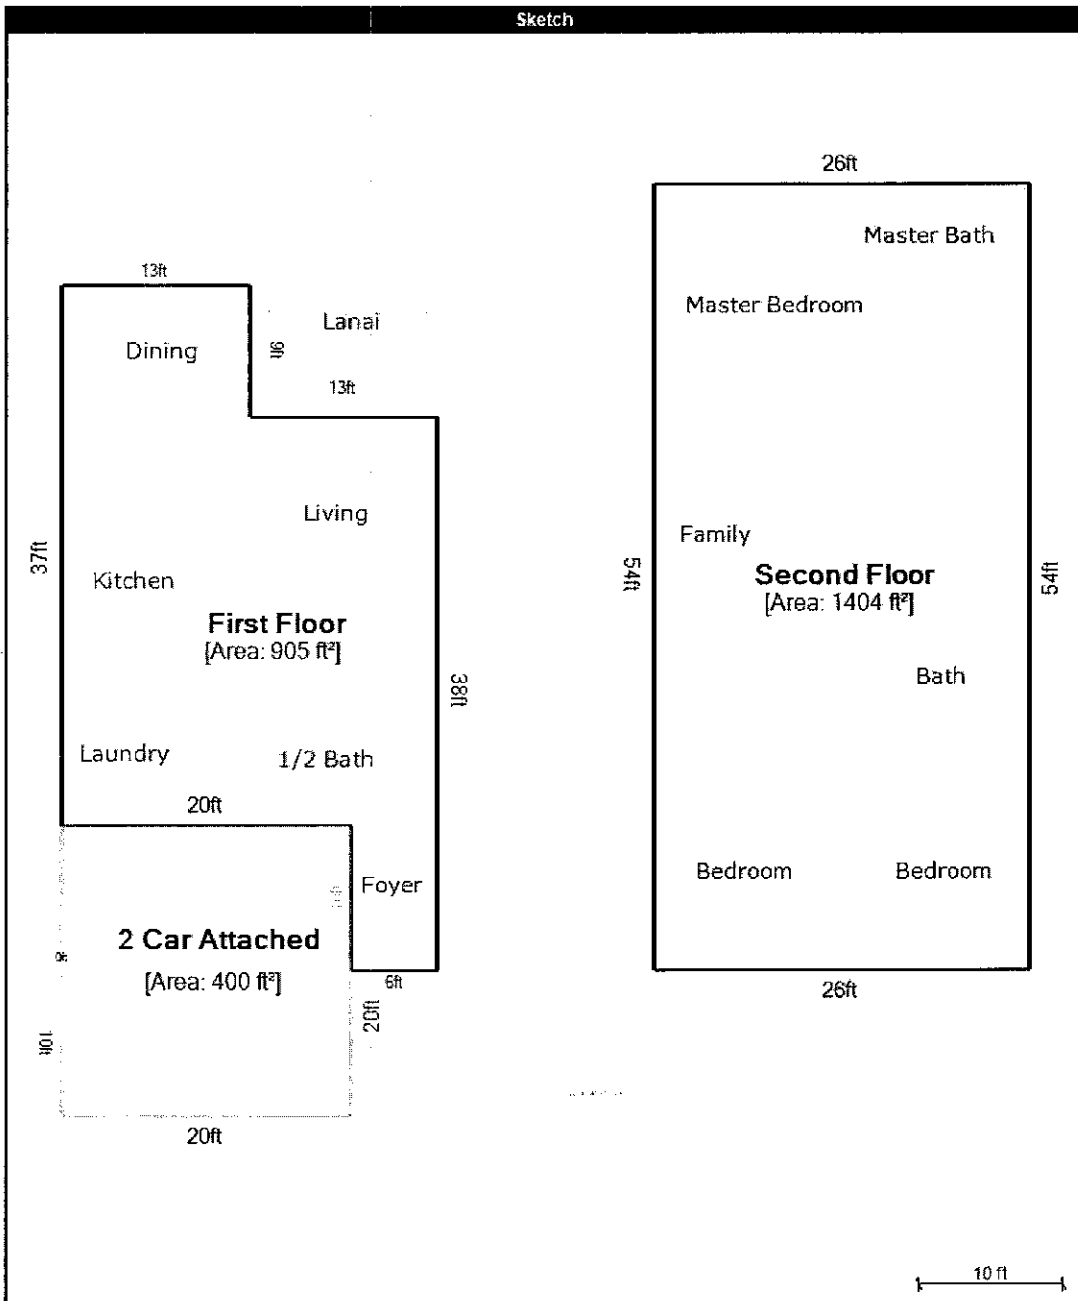 Sketch
26ft
Master Bath
13ft
Master Bedroom
Lanai
Dining
9ft
13ft
Living
Family
37ft
54ft
Second Floor
54ft
Kitchen
[Area: 1404 ft²]
First Floor
[Area: 905 ft²]
Bath
38ft
Laundry
1/2 Bath
20ft
Bedroom
Bedroom
Foyer
2 Car Attached
[Area: 400 ft²]
6ft
26ft
20ft
10ft
20ft
10 ft